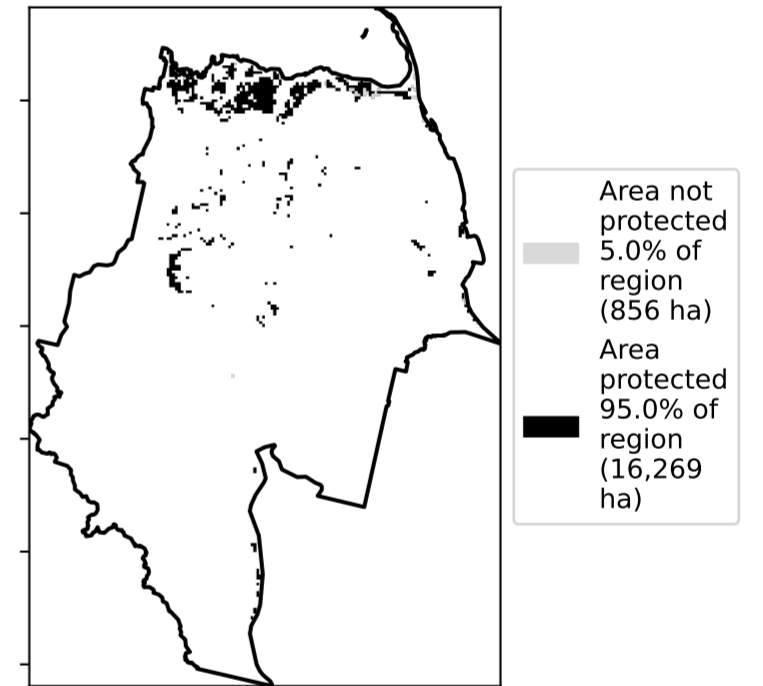 Area not
protected
5.0% of
region
(856 ha)
Area
protected
95.0% of
region
(16,269
ha)